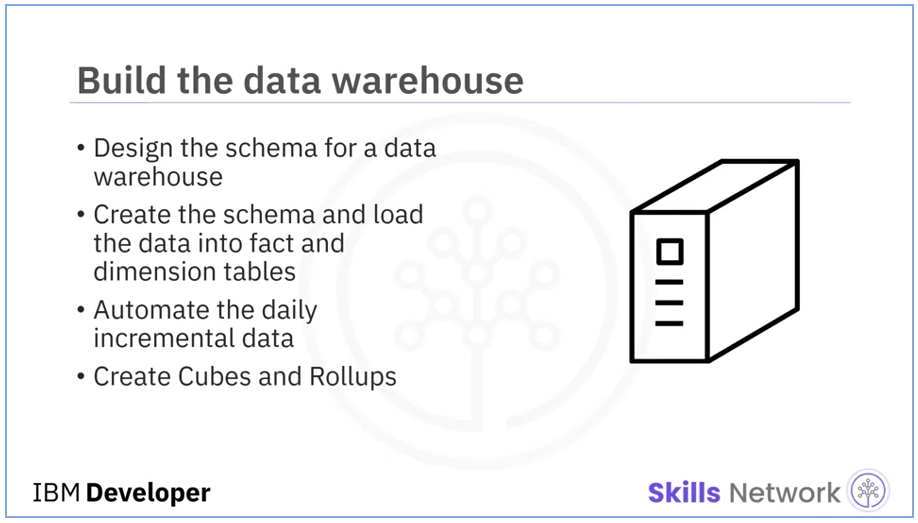 Build the data warehouse
• Design the schema for a data
warehouse
• Create the schema and load
the data into fact and
dimension tables
• Automate the daily
incremental data
• Create Cubes and Rollups
IBM Developer
Skills Network